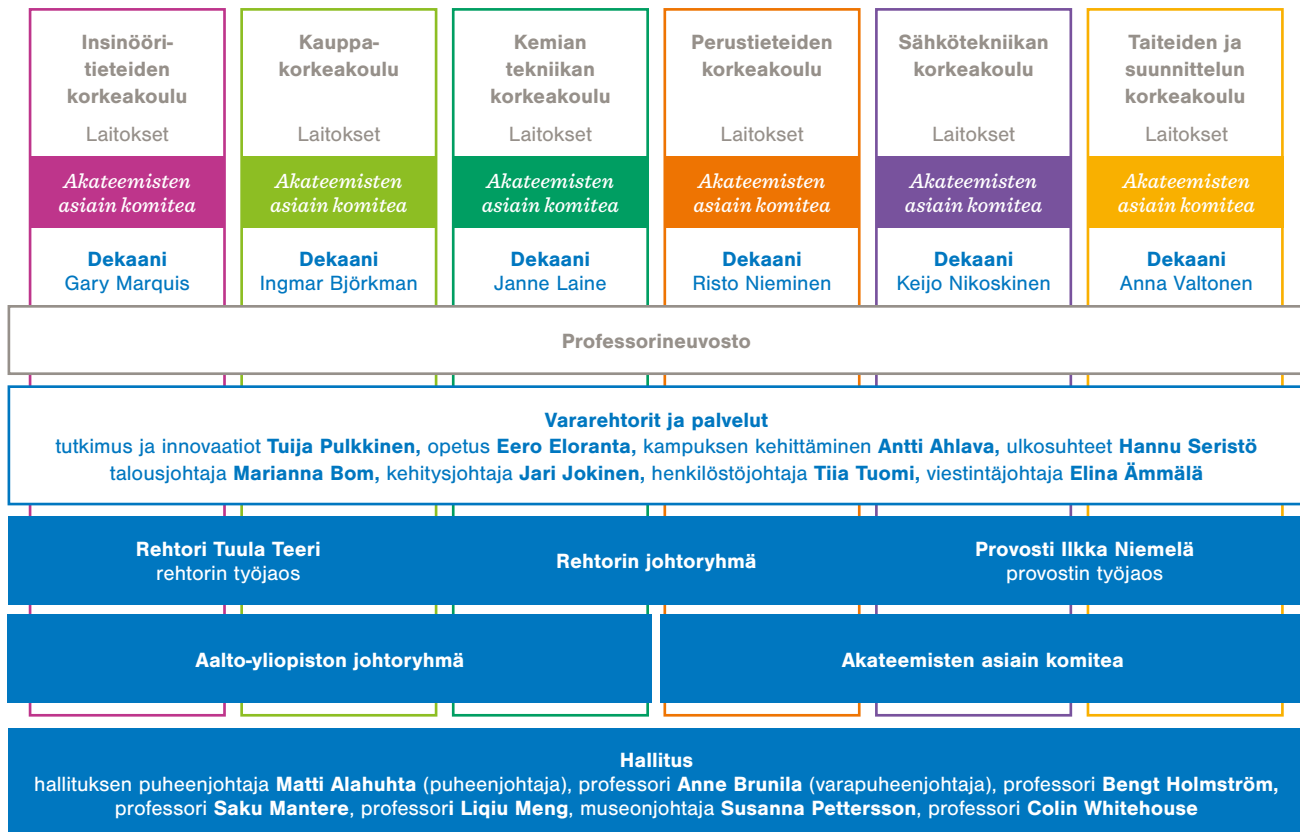 Insinööri-
tieteiden
korkeakoulu
Laitokset
Akateemisten
asiain komitea
Dekaani
Gary Marquis
Kauppa-
korkeakoulu
Laitokset
Akateemisten
asiain komitea
Dekaani
Ingmar Björkman
Kemian
tekniikan
korkeakoulu
Laitokset
Akateemisten
asiain komitea
Dekaani
Janne Laine
Perustieteiden
korkeakoulu
Laitokset
Akateemisten
asiain komitea
Dekaani
Risto Nieminen
Sähkötekniikan
korkeakoulu
Laitokset
Akateemisten
asiain komitea
Dekaani
Keijo Nikoskinen
Taiteiden ja
suunnittelun
korkeakoulu
Laitokset
Akateemisten
asiain komitea
Dekaani
Anna Valtonen
Professorineuvosto
Vararehtorit ja palvelut
tutkimus ja innovaatiot Tuija Pulkkinen, opetus Eero Eloranta, kampuksen kehittäminen Antti Ahlava, ulkosuhteet Hannu Seristö
talousjohtaja Marianna Bom, kehitysjohtaja Jari Jokinen, henkilöstöjohtaja Tiia Tuomi, viestintäjohtaja Elina Ämmälä
Rehtori Tuula Teeri
rehtorin työjaos
Rehtorin johtoryhmä
Provosti Ilkka Niemelä
provostin työjaos
Aalto-yliopiston johtoryhmä
Akateemisten asiain komitea
Hallitus
hallituksen puheenjohtaja Matti Alahuhta (puheenjohtaja), professori Anne Brunila (varapuheenjohtaja), professori Bengt Holmström,
professori Saku Mantere, professori Liqiu Meng, museonjohtaja Susanna Pettersson, professori Colin Whitehouse